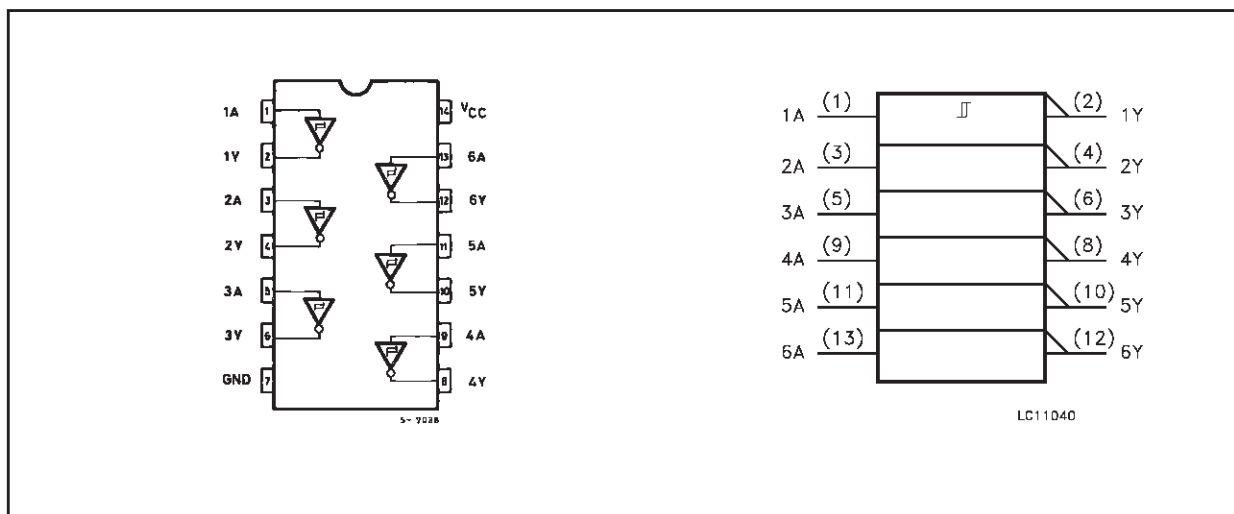 1A 1 14 VCC
1Y 2 13 6A
2A 3 12 6Y
2Y 4 11 5A
3A 5 10 5Y
3Y 6 9 4A
GND 7 8 4Y
S- 7028
1A (1) (2) 1Y
2A (3) (4) 2Y
3A (5) (6) 3Y
4A (9) (8) 4Y
5A (11) (10) 5Y
6A (13) (12) 6Y
LC11040